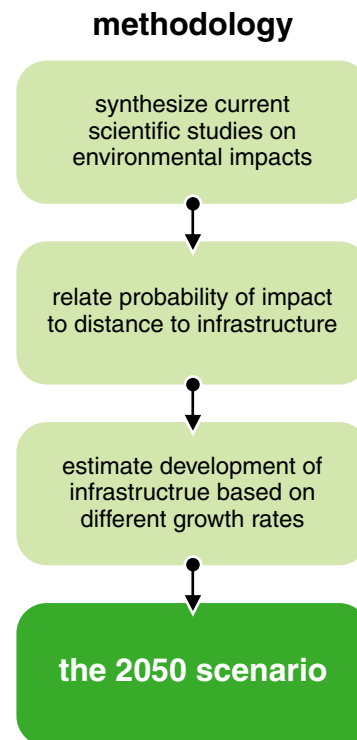 methodology
synthesize current
scientific studies on
environmental impacts
relate probability of impact
to distance to infrastructure
estimate development of
infrastructrue based on
different growth rates
the 2050 scenario